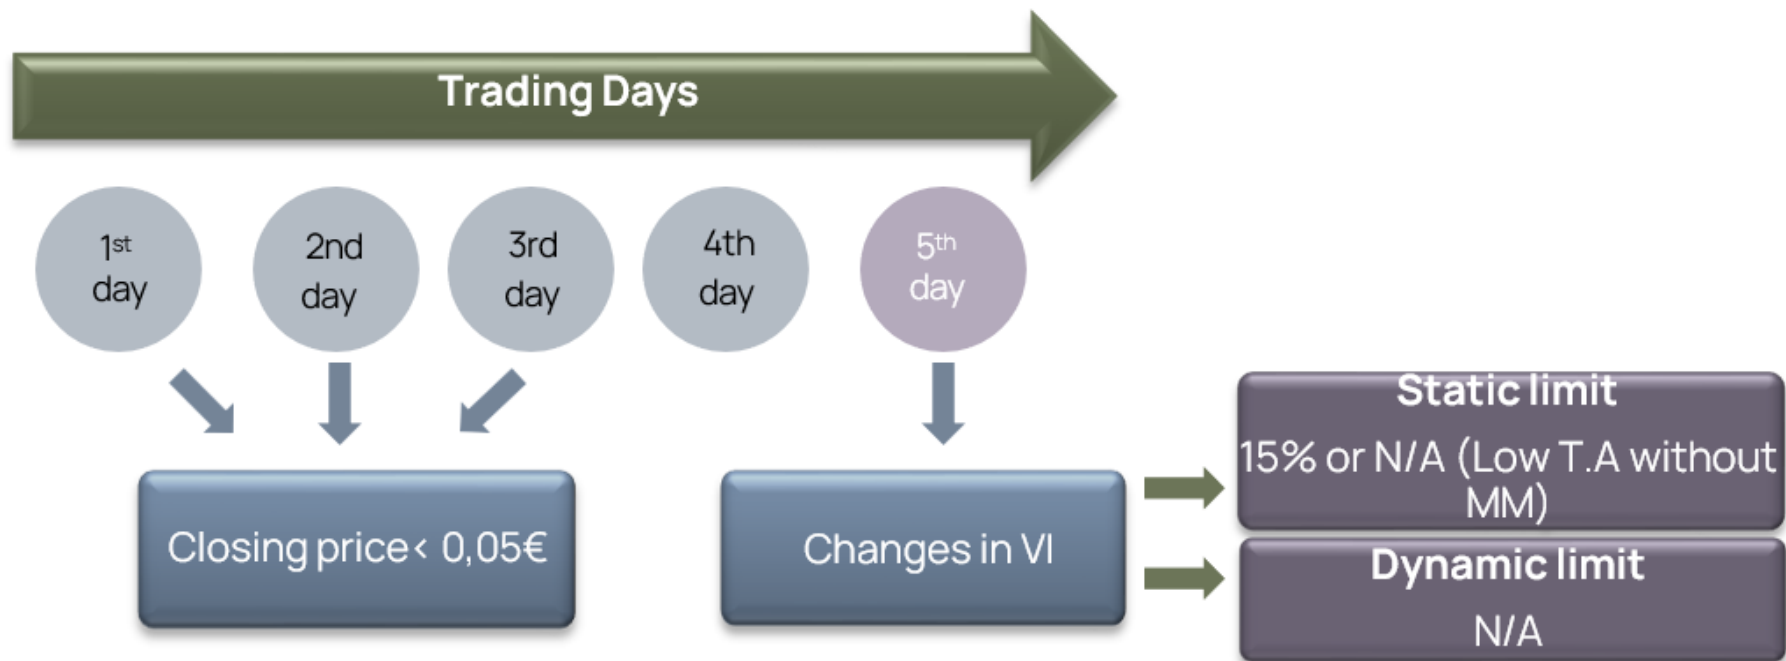 Trading Days
1st
day
2nd
day
3rd
day
4th
day
5th
day
Closing price< 0,05€
Changes in VI
Static limit
15% or N/A (Low T.A without
MM)
Dynamic limit
N/A